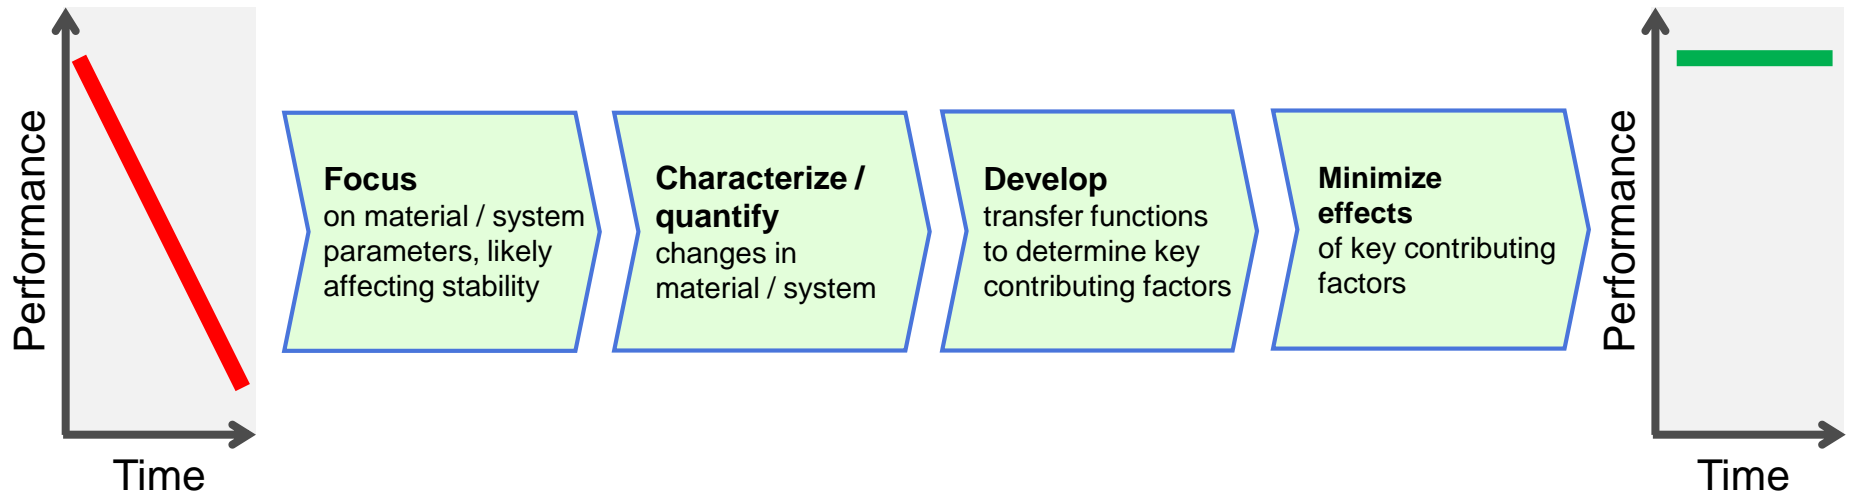 Performance
Time
Focus
on material / system
parameters, likely
affecting stability
Characterize /
quantify
changes in
material / system
Develop
transfer functions
to determine key
contributing factors
Minimize
effects
of key contributing
factors
Performance
Time